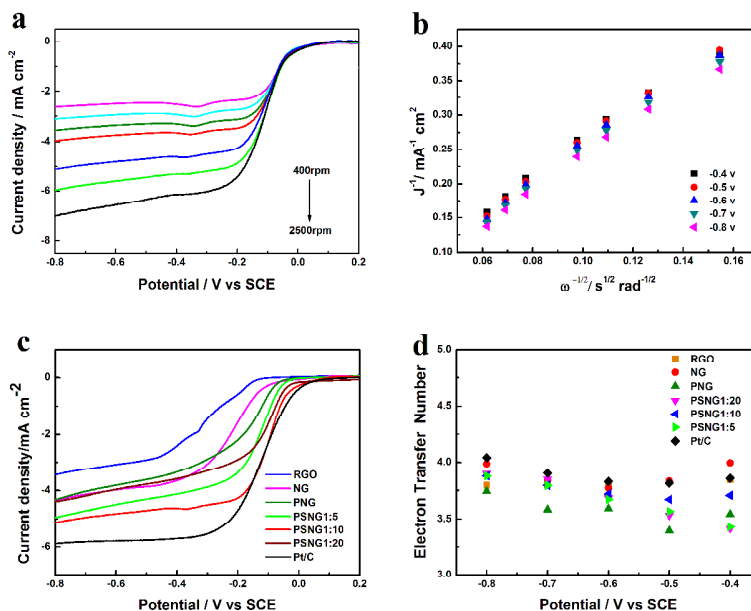 a
Current density / mA cm⁻²
0
-2
-4
-6
-8
400rpm
2500rpm
-0.8 -0.6 -0.4 -0.2 0.0 0.2
Potential / V vs SCE
b
J⁻¹/ mA⁻¹ cm²
0.40
0.35
0.30
0.25
0.20
0.15
0.10
-0.4 v
-0.5 v
-0.6 v
-0.7 v
-0.8 v
0.06 0.08 0.10 0.12 0.14 0.16
ω⁻¹/²/ s¹/² rad⁻¹/²
c
Current density/mA cm⁻²
0
-2
-4
-6
RGO
NG
PNG
PSNG1:5
PSNG1:10
PSNG1:20
Pt/C
-0.8 -0.6 -0.4 -0.2 0.0 0.2
Potential / V vs SCE
d
Electron Transfer Number
5.0
4.5
4.0
3.5
3.0
RGO
NG
PNG
PSNG1:20
PSNG1:10
PSNG1:5
Pt/C
-0.8 -0.7 -0.6 -0.5 -0.4
Potential / V vs SCE